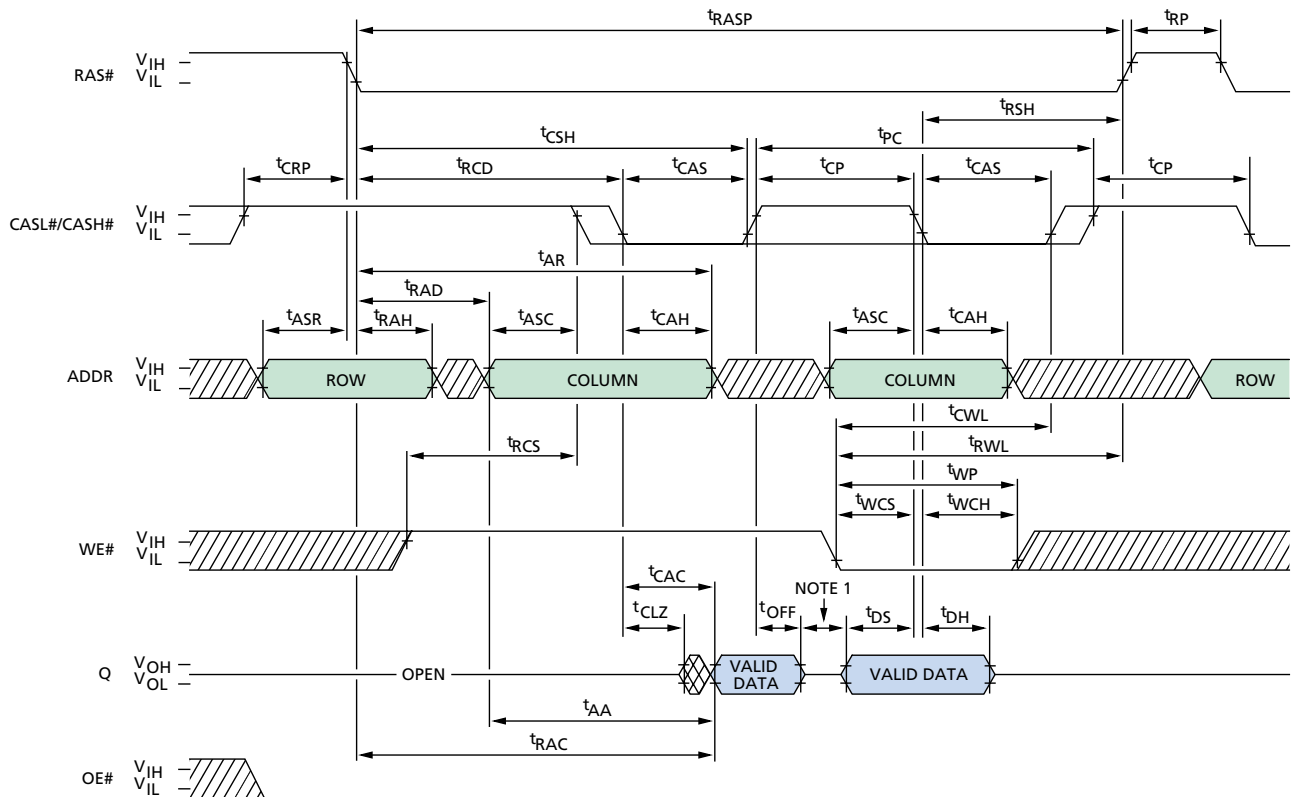 tRASP
tRP
RAS#
VIH
VIL
tRSH
tCSH
tPC
tCRP
tRCD
tCAS
tCP
tCAS
tCP
CASL#/CASH#
VIH
VIL
tAR
tRAD
tASR
tRAH
tASC
tCAH
tASC
tCAH
ADDR
VIH
VIL
ROW
COLUMN
COLUMN
ROW
tCWL
tRCS
tRWL
tWP
tWCS
tWCH
WE#
VIH
VIL
tCAC
NOTE 1
tCLZ
tOFF
tDS
tDH
Q
VOH
VOL
OPEN
VALID
DATA
VALID DATA
tAA
tRAC
OE#
VIH
VIL